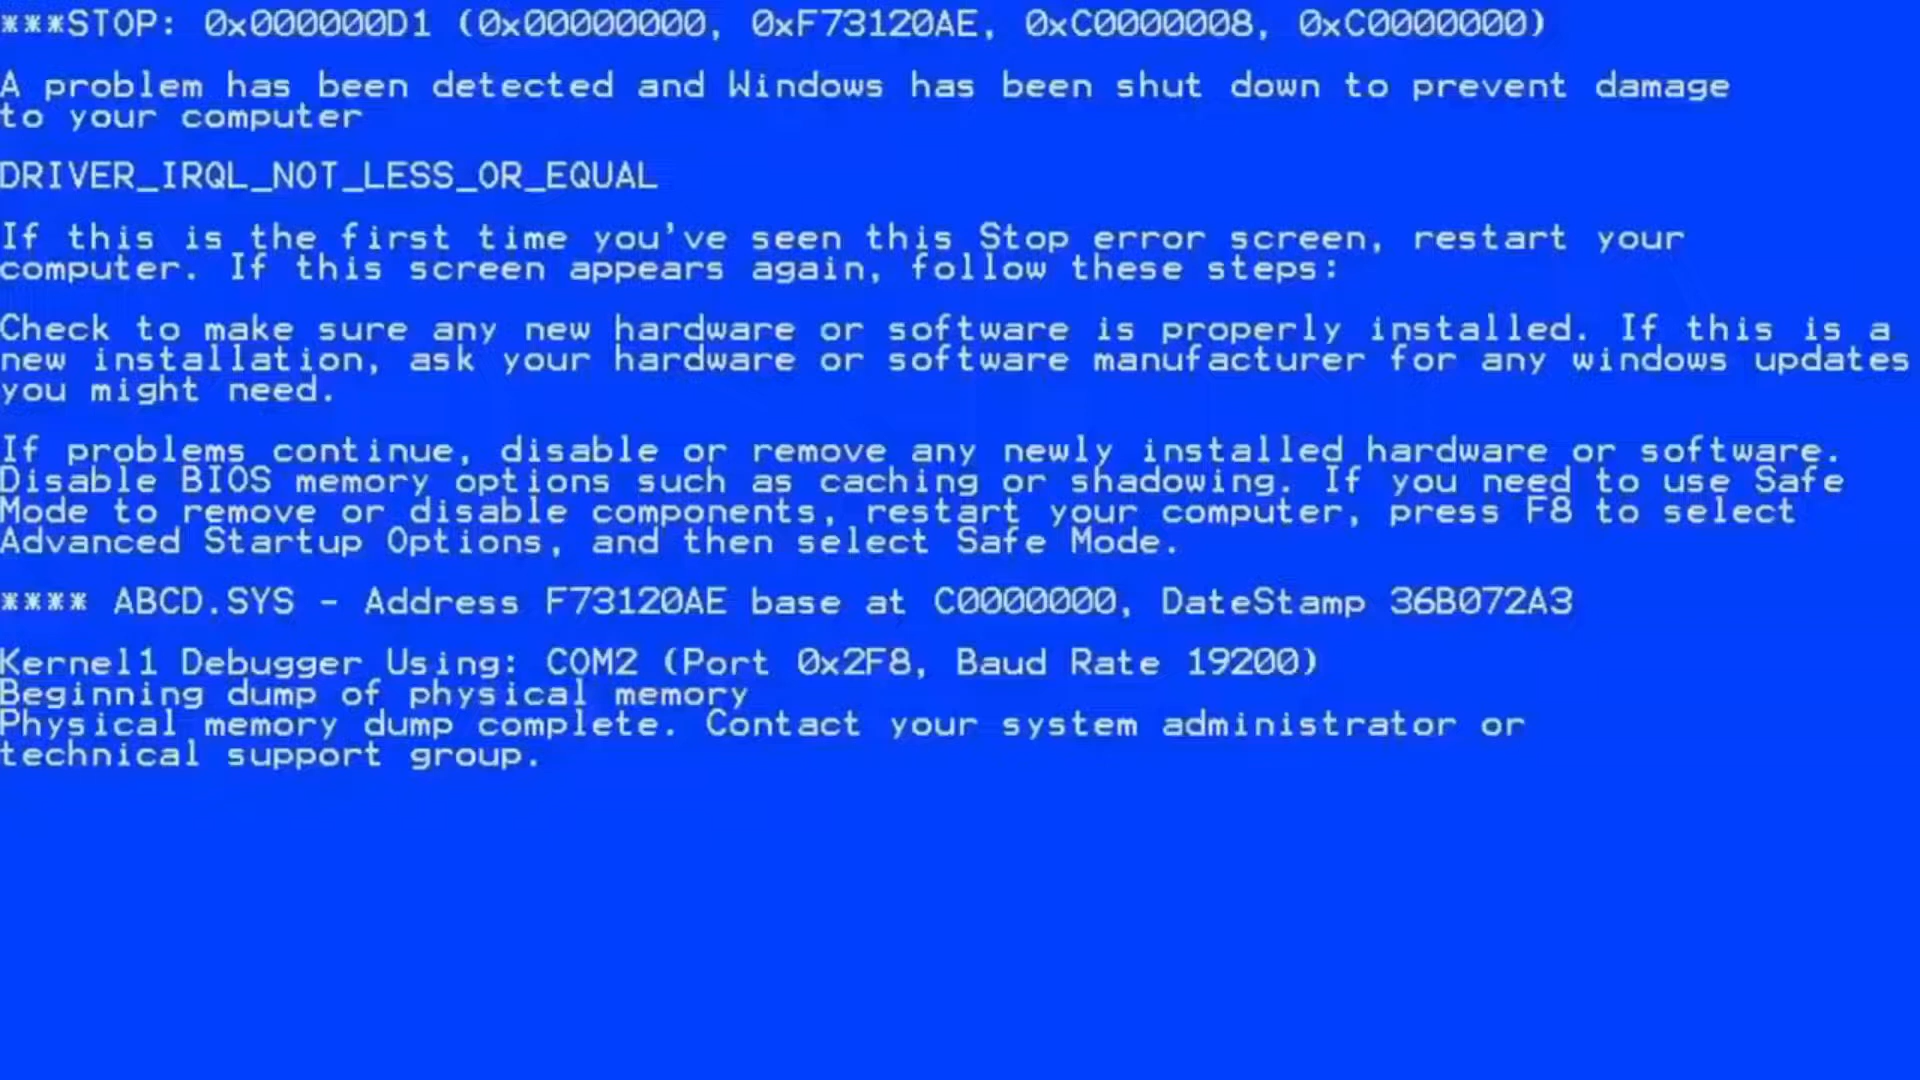 ***STOP: 0x000000D1 (0x00000000, 0xF73120AE, 0xC0000008, 0xC0000000)
A problem has been detected and Windows has been shut down to prevent damage
to your computer
DRIVER_IRQL_NOT_LESS_OR_EQUAL
If this is the first time you've seen this Stop error screen, restart your
computer. If this screen appears again, follow these steps:
Check to make sure any new hardware or software is properly installed. If this is a
new installation, ask your hardware or software manufacturer for any windows updates
you might need.
If problems continue, disable or remove any newly installed hardware or software.
Disable BIOS memory options such as caching or shadowing. If you need to use Safe
Mode to remove or disable components, restart your computer, press F8 to select
Advanced Startup Options, and then select Safe Mode.
**** ABCD.SYS - Address F73120AE base at C0000000, DateStamp 36B072A3
Kernel1 Debugger Using: COM2 (Port 0x2F8, Baud Rate 19200)
Beginning dump of physical memory
Physical memory dump complete. Contact your system administrator or
technical support group.